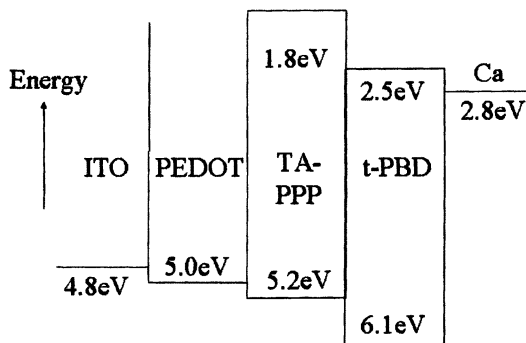 Energy
ITO
4.8eV
PEDOT
5.0eV
1.8eV
TA-
PPP
5.2eV
2.5eV
t-PBD
6.1eV
Ca
2.8eV